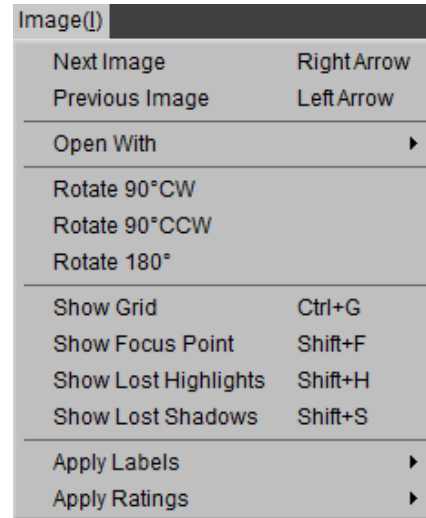 Image(I)
Next Image Right Arrow
Previous Image Left Arrow
Open With
Rotate 90°CW
Rotate 90°CCW
Rotate 180°
Show Grid Ctrl+G
Show Focus Point Shift+F
Show Lost Highlights Shift+H
Show Lost Shadows Shift+S
Apply Labels
Apply Ratings